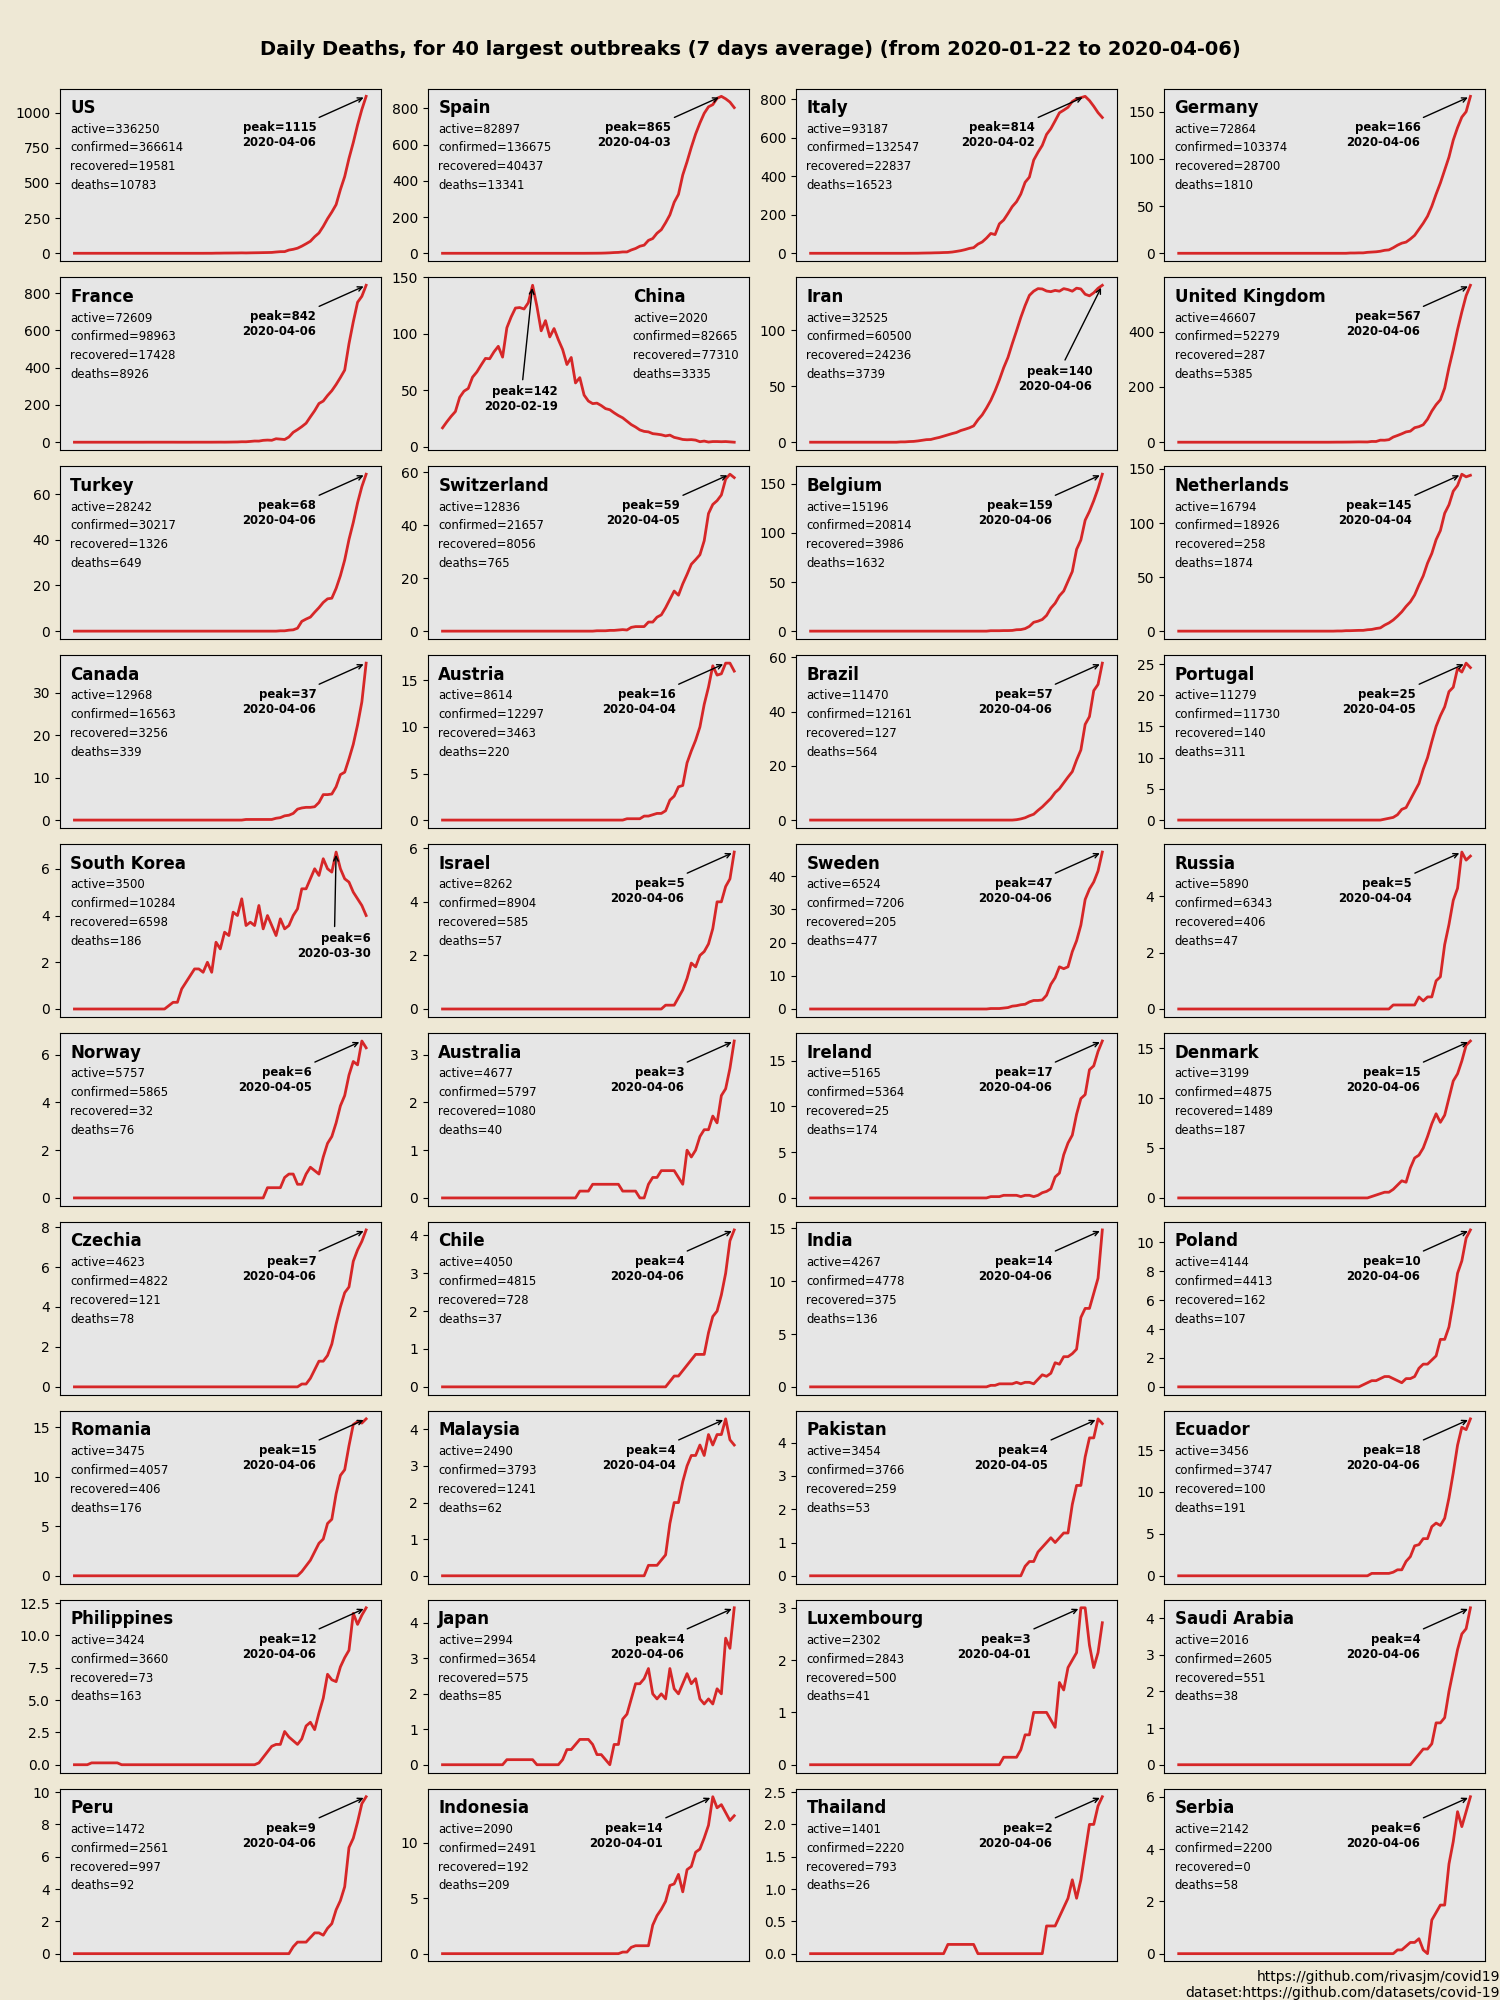 Daily Deaths, for 40 largest outbreaks (7 days average) (from 2020-01-22 to 2020-04-06)
US
active=336250
confirmed=366614
recovered=19581
deaths=10783
peak=1115
2020-04-06
1000
750
500
250
0
Spain
active=82897
confirmed=136675
recovered=40437
deaths=13341
peak=865
2020-04-03
800
600
400
200
0
Italy
active=93187
confirmed=132547
recovered=22837
deaths=16523
peak=814
2020-04-02
800
600
400
200
0
Germany
active=72864
confirmed=103374
recovered=28700
deaths=1810
peak=166
2020-04-06
150
100
50
0
France
active=72609
confirmed=98963
recovered=17428
deaths=8926
peak=842
2020-04-06
800
600
400
200
0
China
active=2020
confirmed=82665
recovered=77310
deaths=3335
peak=142
2020-02-19
150
100
50
0
Iran
active=32525
confirmed=60500
recovered=24236
deaths=3739
peak=140
2020-04-06
100
50
0
United Kingdom
active=46607
confirmed=52279
recovered=287
deaths=5385
peak=567
2020-04-06
400
200
0
Turkey
active=28242
confirmed=30217
recovered=1326
deaths=649
peak=68
2020-04-06
60
40
20
0
Switzerland
active=12836
confirmed=21657
recovered=8056
deaths=765
peak=59
2020-04-05
60
40
20
0
Belgium
active=15196
confirmed=20814
recovered=3986
deaths=1632
peak=159
2020-04-06
150
100
50
0
Netherlands
active=16794
confirmed=18926
recovered=258
deaths=1874
peak=145
2020-04-04
150
100
50
0
Canada
active=12968
confirmed=16563
recovered=3256
deaths=339
peak=37
2020-04-06
30
20
10
0
Austria
active=8614
confirmed=12297
recovered=3463
deaths=220
peak=16
2020-04-04
15
10
5
0
Brazil
active=11470
confirmed=12161
recovered=127
deaths=564
peak=57
2020-04-06
60
40
20
0
Portugal
active=11279
confirmed=11730
recovered=140
deaths=311
peak=25
2020-04-05
25
20
15
10
5
0
South Korea
active=3500
confirmed=10284
recovered=6598
deaths=186
peak=6
2020-03-30
6
4
2
0
Israel
active=8262
confirmed=8904
recovered=585
deaths=57
peak=5
2020-04-06
6
4
2
0
Sweden
active=6524
confirmed=7206
recovered=205
deaths=477
peak=47
2020-04-06
40
30
20
10
0
Russia
active=5890
confirmed=6343
recovered=406
deaths=47
peak=5
2020-04-04
4
2
0
Norway
active=5757
confirmed=5865
recovered=32
deaths=76
peak=6
2020-04-05
6
4
2
0
Australia
active=4677
confirmed=5797
recovered=1080
deaths=40
peak=3
2020-04-06
3
2
1
0
Ireland
active=5165
confirmed=5364
recovered=25
deaths=174
peak=17
2020-04-06
15
10
5
0
Denmark
active=3199
confirmed=4875
recovered=1489
deaths=187
peak=15
2020-04-06
15
10
5
0
Czechia
active=4623
confirmed=4822
recovered=121
deaths=78
peak=7
2020-04-06
8
6
4
2
0
Chile
active=4050
confirmed=4815
recovered=728
deaths=37
peak=4
2020-04-06
4
3
2
1
0
India
active=4267
confirmed=4778
recovered=375
deaths=136
peak=14
2020-04-06
15
10
5
0
Poland
active=4144
confirmed=4413
recovered=162
deaths=107
peak=10
2020-04-06
10
8
6
4
2
0
Romania
active=3475
confirmed=4057
recovered=406
deaths=176
peak=15
2020-04-06
15
10
5
0
Malaysia
active=2490
confirmed=3793
recovered=1241
deaths=62
peak=4
2020-04-04
4
3
2
1
0
Pakistan
active=3454
confirmed=3766
recovered=259
deaths=53
peak=4
2020-04-05
4
3
2
1
0
Ecuador
active=3456
confirmed=3747
recovered=100
deaths=191
peak=18
2020-04-06
15
10
5
0
Philippines
active=3424
confirmed=3660
recovered=73
deaths=163
peak=12
2020-04-06
12.5
10.0
7.5
5.0
2.5
0.0
Japan
active=2994
confirmed=3654
recovered=575
deaths=85
peak=4
2020-04-06
4
3
2
1
0
Luxembourg
active=2302
confirmed=2843
recovered=500
deaths=41
peak=3
2020-04-01
3
2
1
0
Saudi Arabia
active=2016
confirmed=2605
recovered=551
deaths=38
peak=4
2020-04-06
4
3
2
1
0
Peru
active=1472
confirmed=2561
recovered=997
deaths=92
peak=9
2020-04-06
10
8
6
4
2
0
Indonesia
active=2090
confirmed=2491
recovered=192
deaths=209
peak=14
2020-04-01
10
5
0
Thailand
active=1401
confirmed=2220
recovered=793
deaths=26
peak=2
2020-04-06
2.5
2.0
1.5
1.0
0.5
0.0
Serbia
active=2142
confirmed=2200
recovered=0
deaths=58
peak=6
2020-04-06
6
4
2
0
https://github.com/rivasjm/covid19
dataset:https://github.com/datasets/covid-19